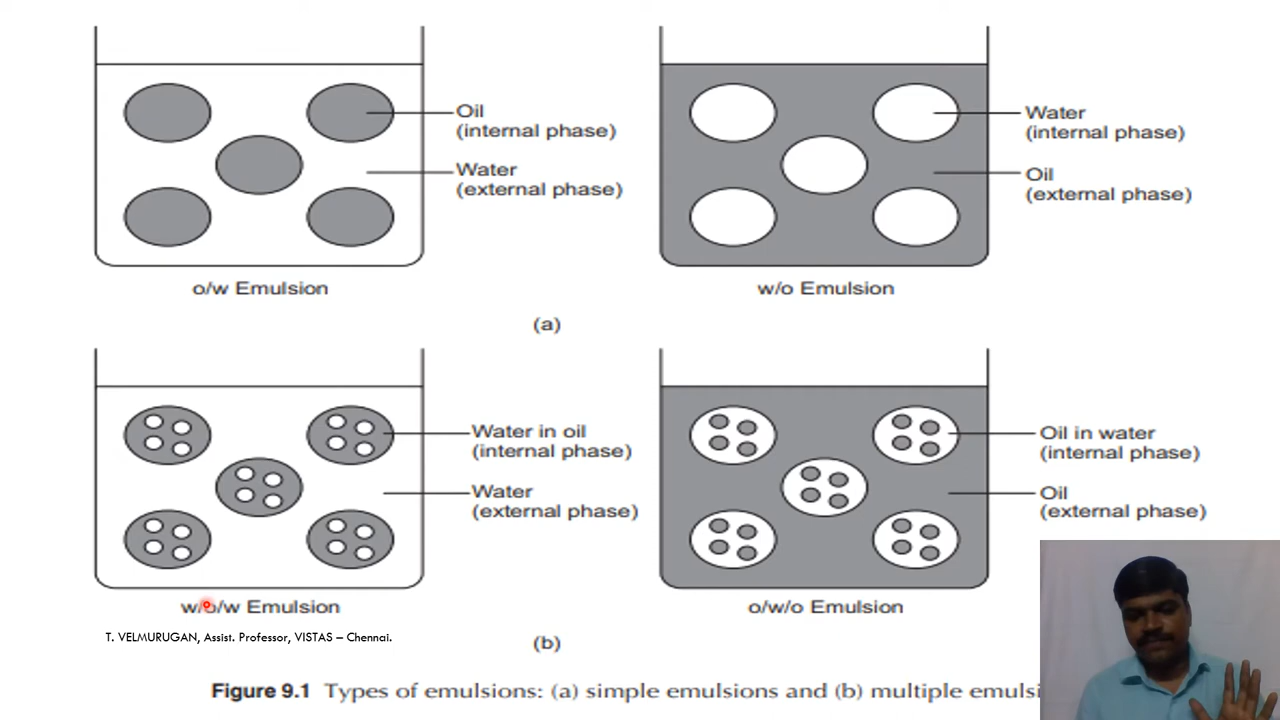 Oil
(internal phase)
Water
(external phase)
o/w Emulsion
Water
(internal phase)
Oil
(external phase)
w/o Emulsion
(a)
Water in oil
(internal phase)
Water
(external phase)
w/o/w Emulsion
Oil in water
(internal phase)
Oil
(external phase)
o/w/o Emulsion
T. VELMURUGAN, Assist. Professor, VISTAS – Chennai.
(b)
Figure 9.1 Types of emulsions: (a) simple emulsions and (b) multiple